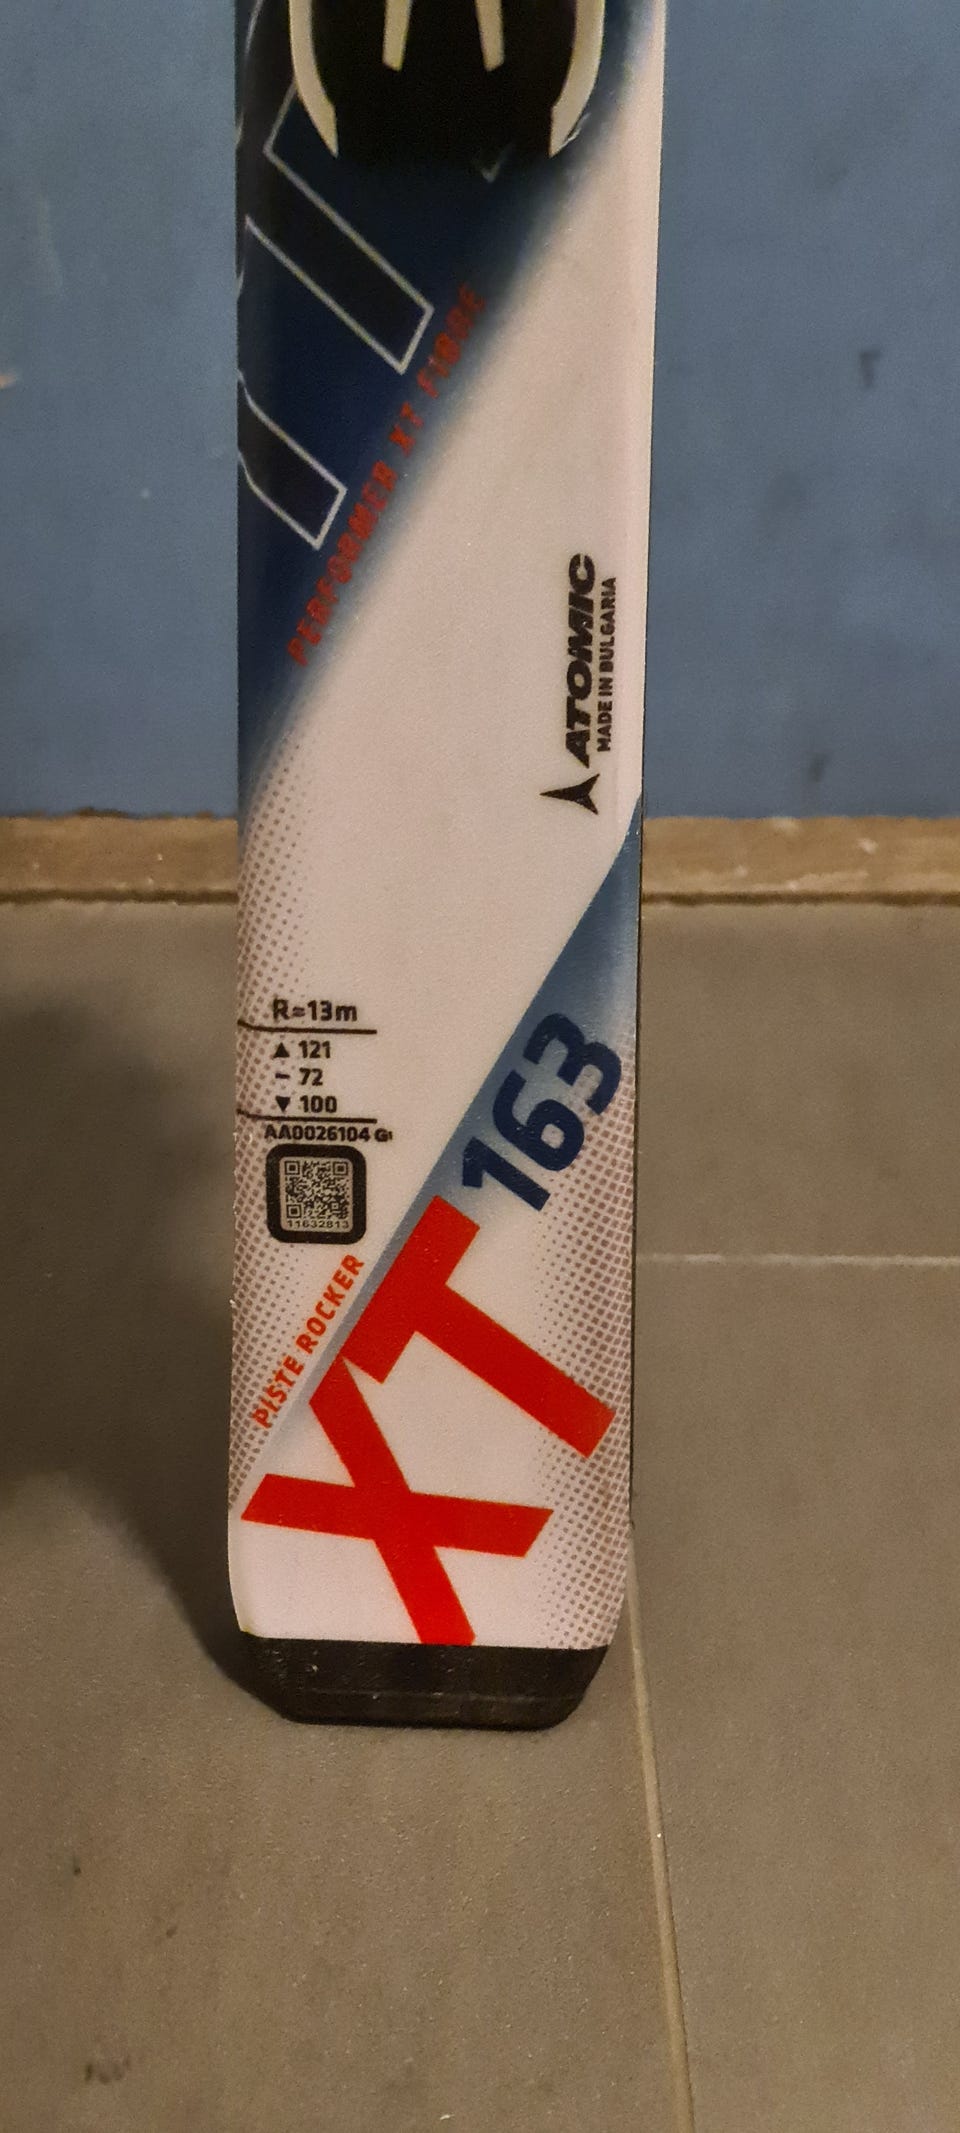 PERFORMER XT FIBRE
ATOMIC
MADE IN BULGARIA
R=13m
▲ 121
- 72
▼ 100
AA0026104 G
11632813
163
PISTE ROCKER
XT